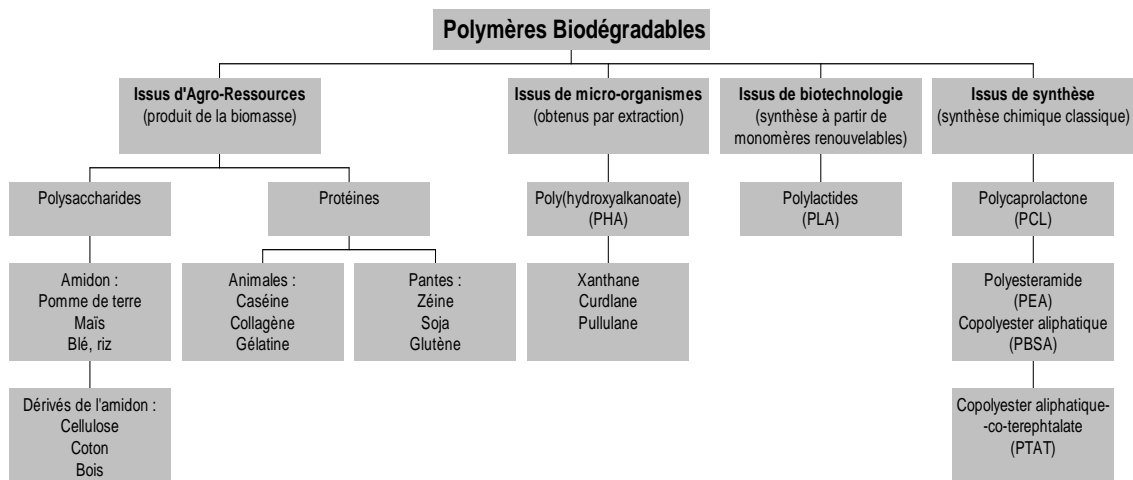 Polymères Biodégradables
Issus d'Agro-Ressources
(produit de la biomasse)
Issus de micro-organismes
(obtenus par extraction)
Issus de biotechnologie
(synthèse à partir de
monomères renouvelables)
Issus de synthèse
(synthèse chimique classique)
Polysaccharides
Protéines
Poly(hydroxyalkanoate)
(PHA)
Polylactides
(PLA)
Polycaprolactone
(PCL)
Amidon :
Pomme de terre
Maïs
Blé, riz
Animales :
Caséine
Collagène
Gélatine
Pantes :
Zéine
Soja
Glutène
Xanthane
Curdlane
Pullulane
Polyesteramide
(PEA)
Copolyester aliphatique
(PBSA)
Dérivés de l'amidon :
Cellulose
Coton
Bois
Copolyester aliphatique-
-co-terephtalate
(PTAT)